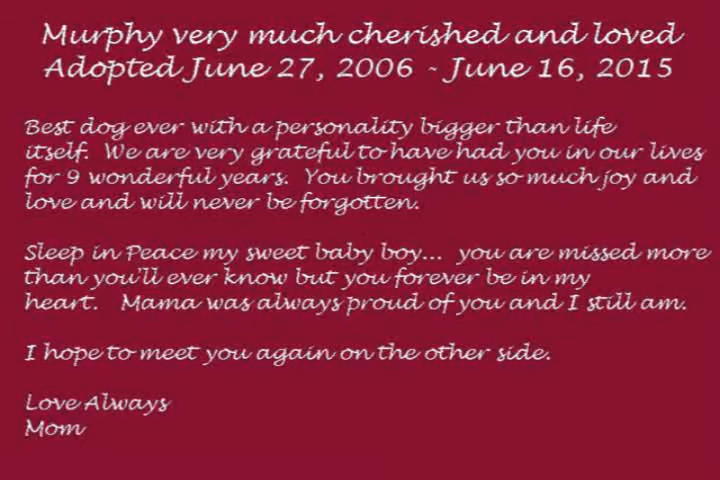 Murphy very much cherished and loved
Adopted June 27, 2006 - June 16, 2015
Best dog ever with a personality bigger than life
itself. We are very grateful to have had you in our lives
for 9 wonderful years. You brought us so much joy and
love and will never be forgotten.
Sleep in Peace my sweet baby boy... you are missed more
than you'll ever know but you forever be in my
heart. Mama was always proud of you and I still am.
I hope to meet you again on the other side.
Love Always
Mom